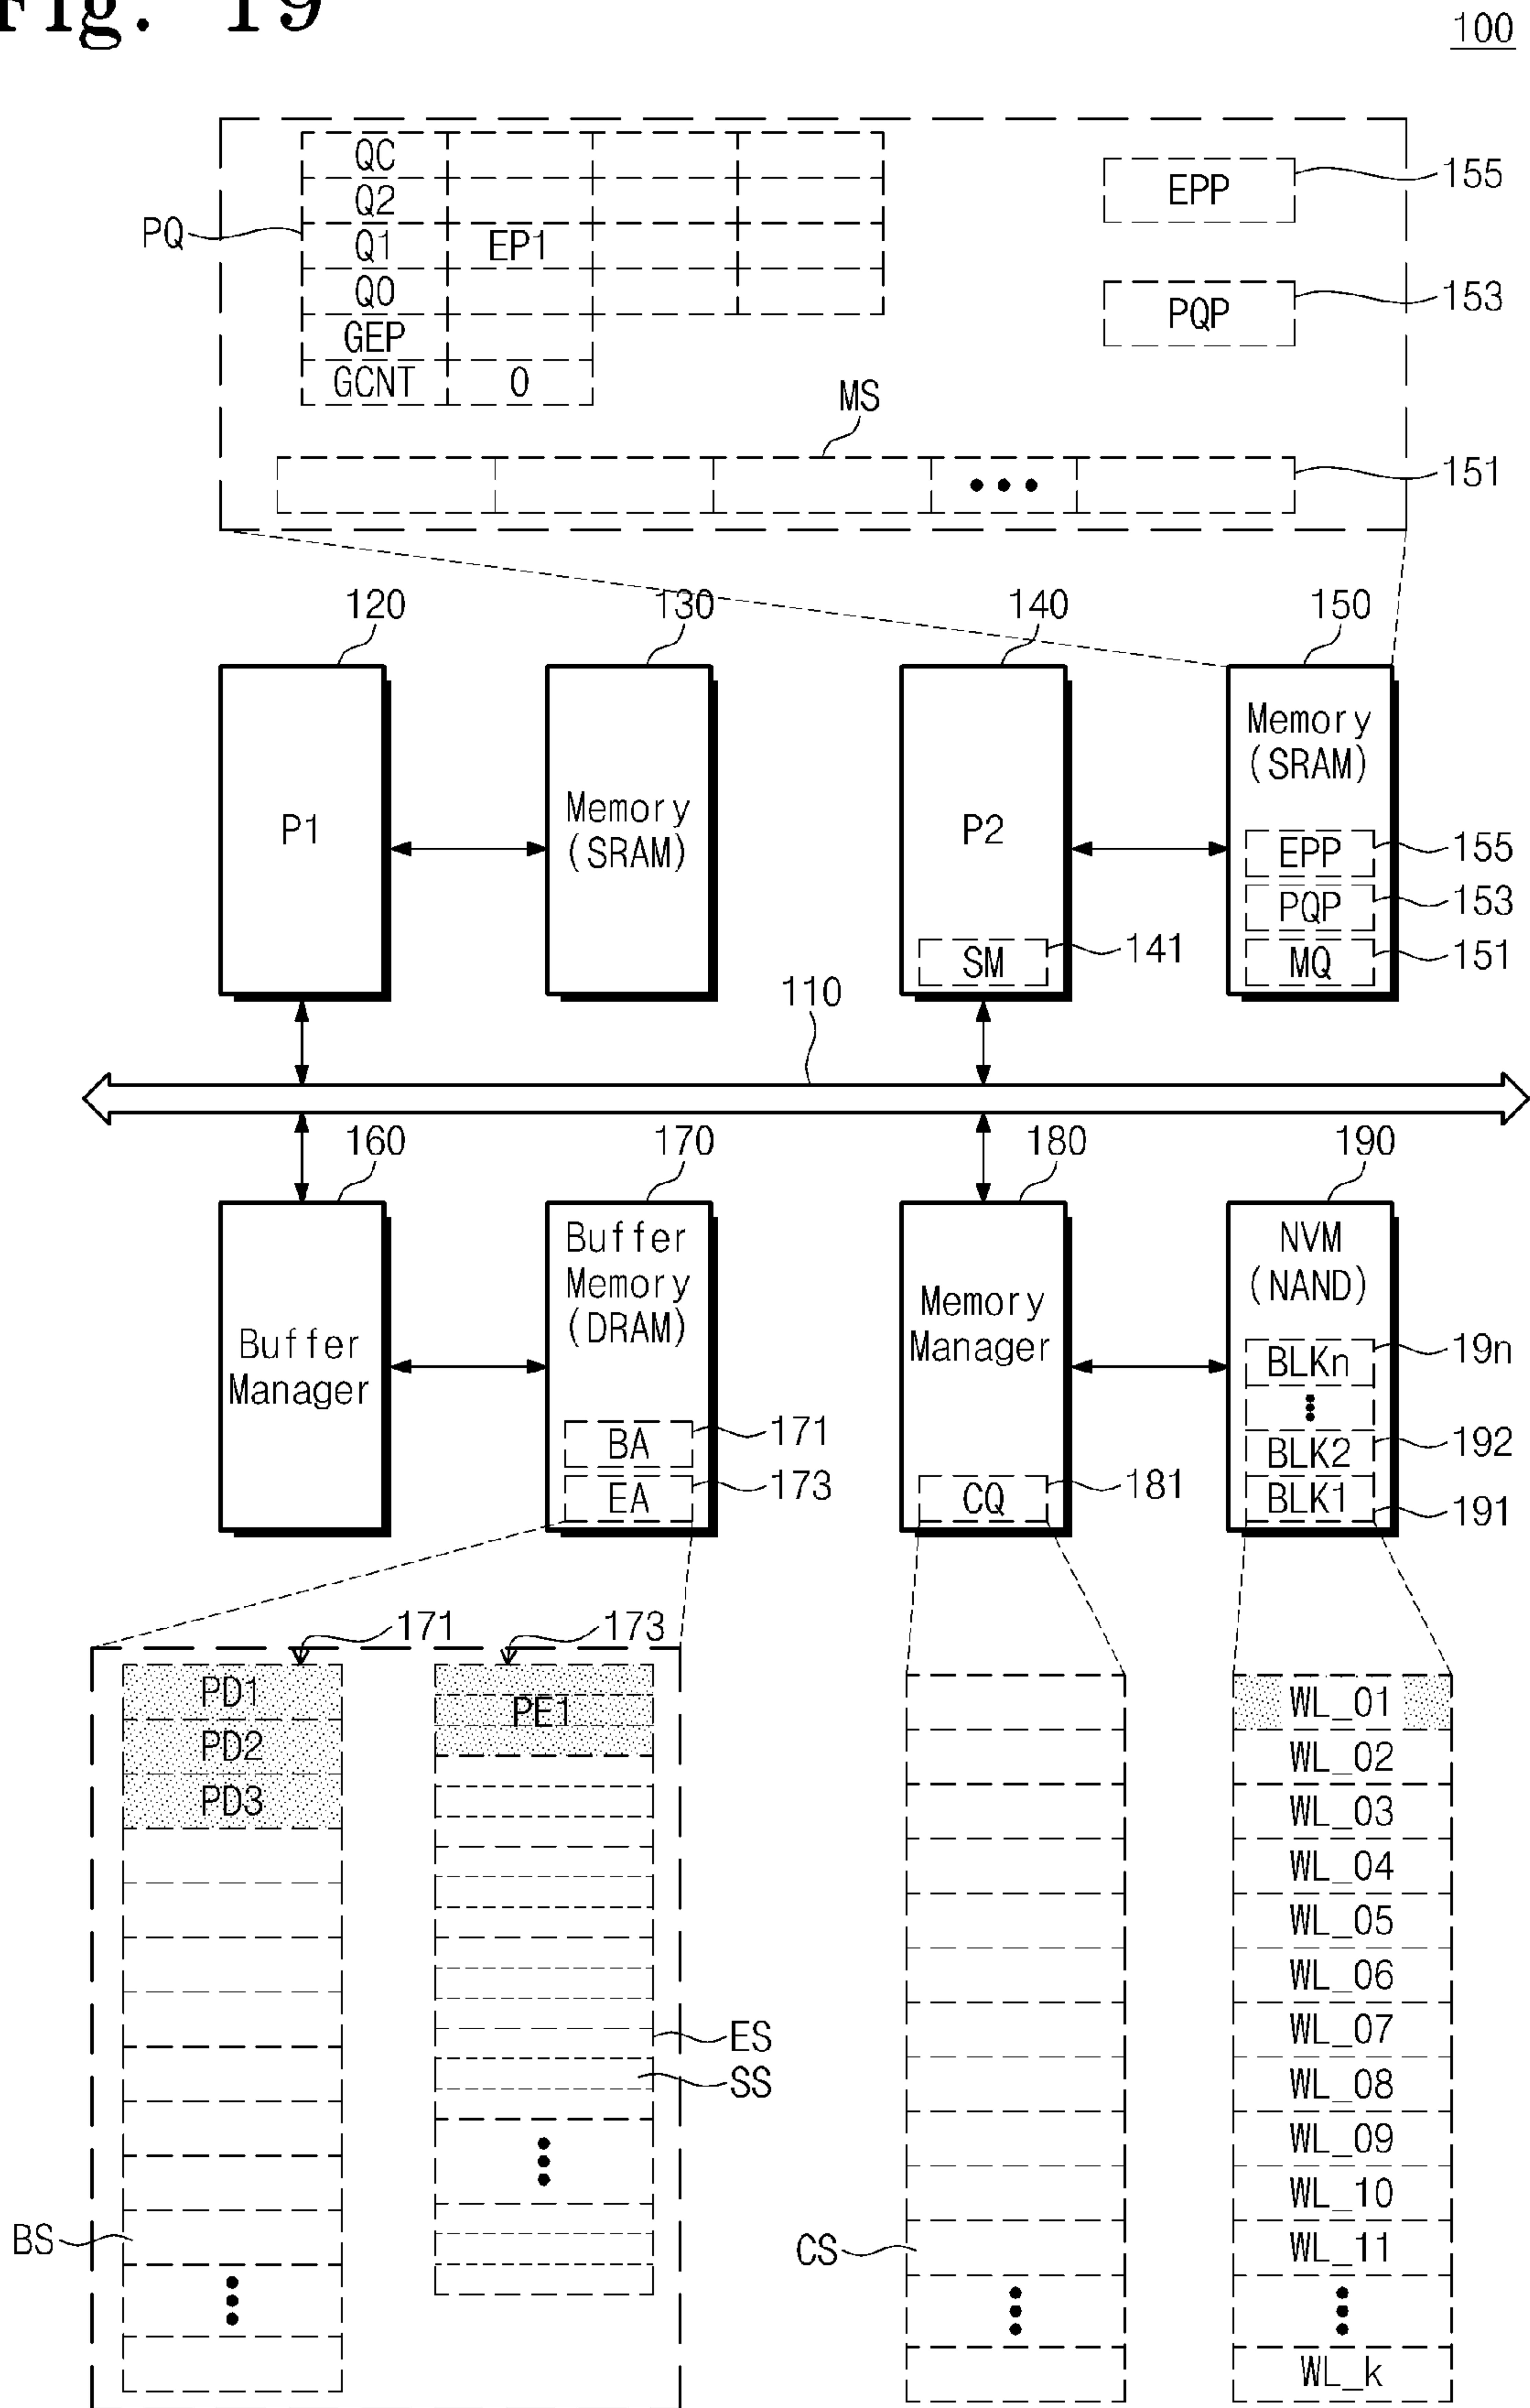 Fig. 19
100
QC
Q2
PQ
Q1 EP1
Q0
GEP
GCNT 0
EPP 155
PQP 153
MS
151
120 130 140 150
P1
Memory
(SRAM)
P2
SM 141
Memory
(SRAM)
EPP 155
PQP 153
MQ 151
110
160 170 180 190
Buffer
Manager
Buffer
Memory
(DRAM)
BA 171
EA 173
Memory
Manager
CQ 181
NVM
(NAND)
BLKn 19n
BLK2 192
BLK1 191
171 173
PD1
PD2
PD3
PE1
ES
SS
BS
CS
WL_01
WL_02
WL_03
WL_04
WL_05
WL_06
WL_07
WL_08
WL_09
WL_10
WL_11
WL_k